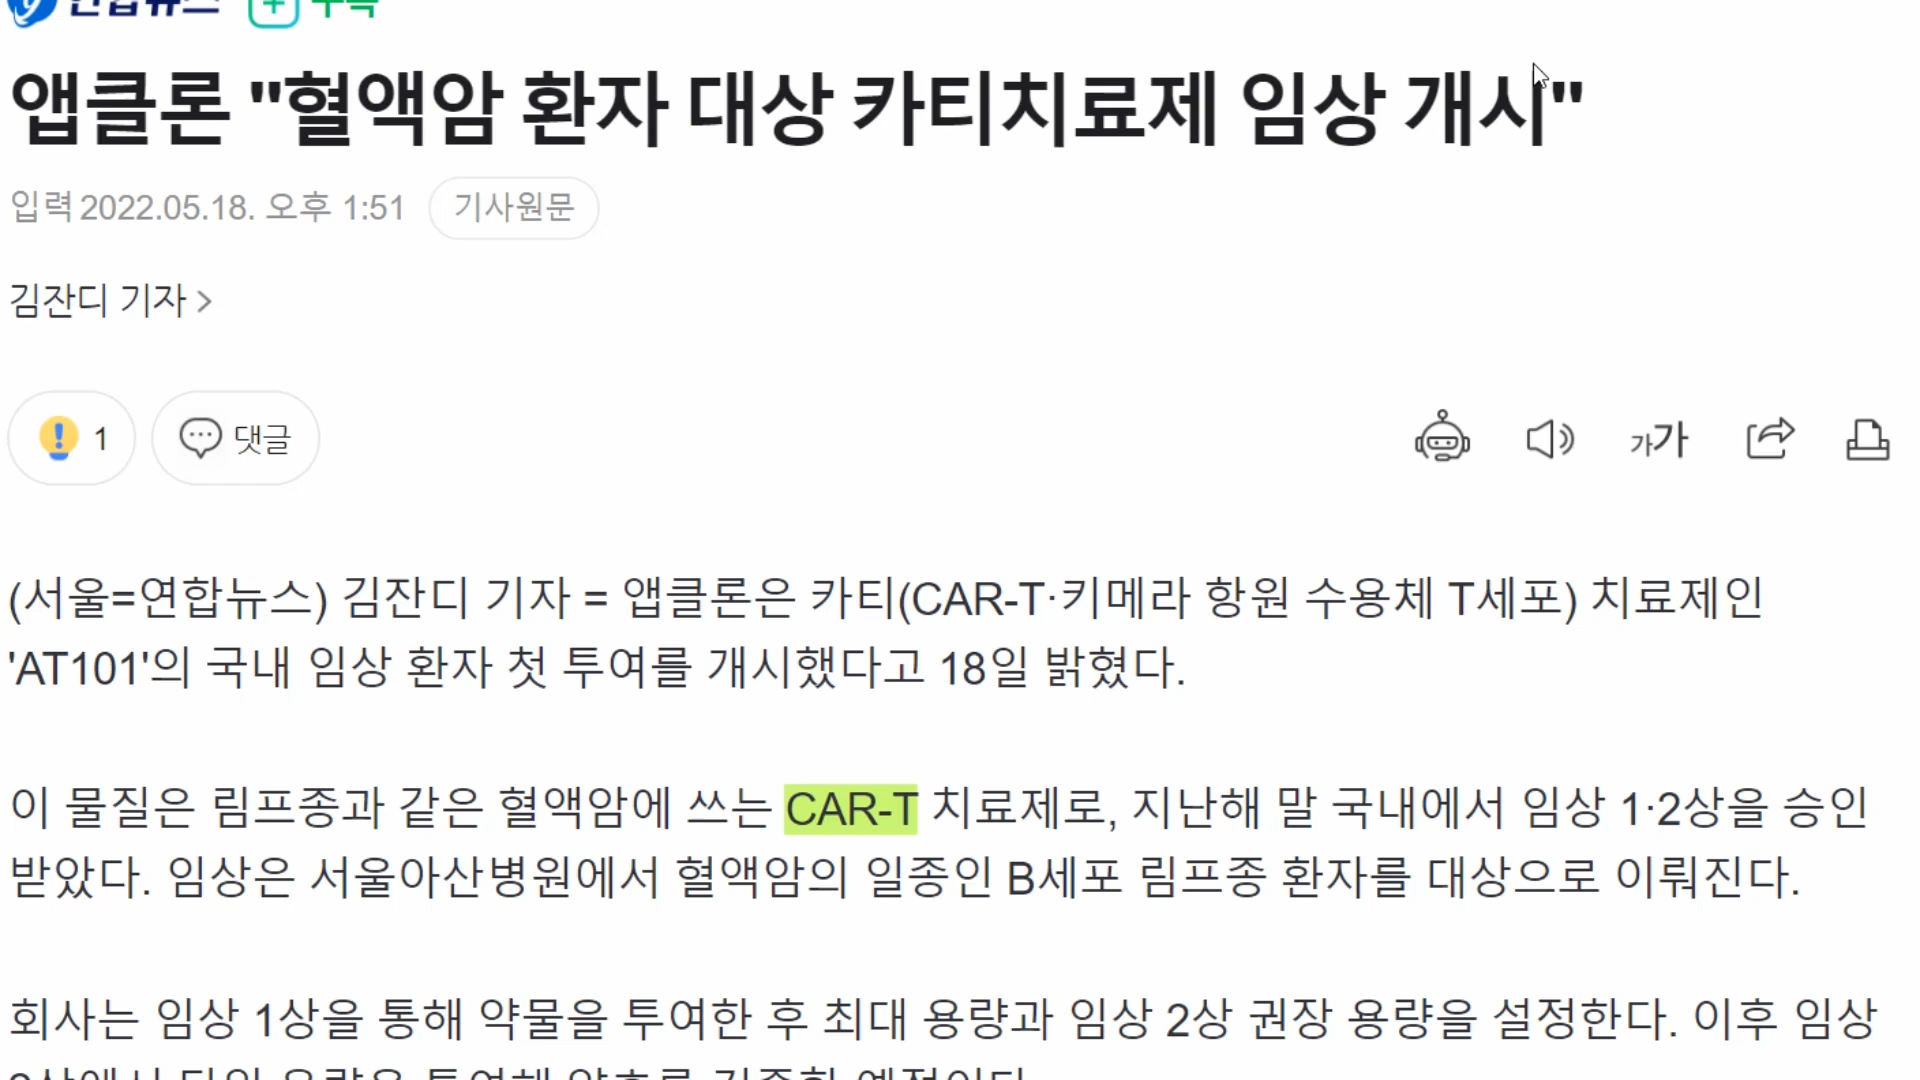 연합뉴스 구독
앱클론 "혈액암 환자 대상 카티치료제 임상 개시"
입력 2022.05.18. 오후 1:51 기사원문
김잔디 기자
1 댓글 가가
(서울=연합뉴스) 김잔디 기자 = 앱클론은 카티(CAR-T·키메라 항원 수용체 T세포) 치료제인
'AT101'의 국내 임상 환자 첫 투여를 개시했다고 18일 밝혔다.
이 물질은 림프종과 같은 혈액암에 쓰는 CAR-T 치료제로, 지난해 말 국내에서 임상 1·2상을 승인
받았다. 임상은 서울아산병원에서 혈액암의 일종인 B세포 림프종 환자를 대상으로 이뤄진다.
회사는 임상 1상을 통해 약물을 투여한 후 최대 용량과 임상 2상 권장 용량을 설정한다. 이후 임상